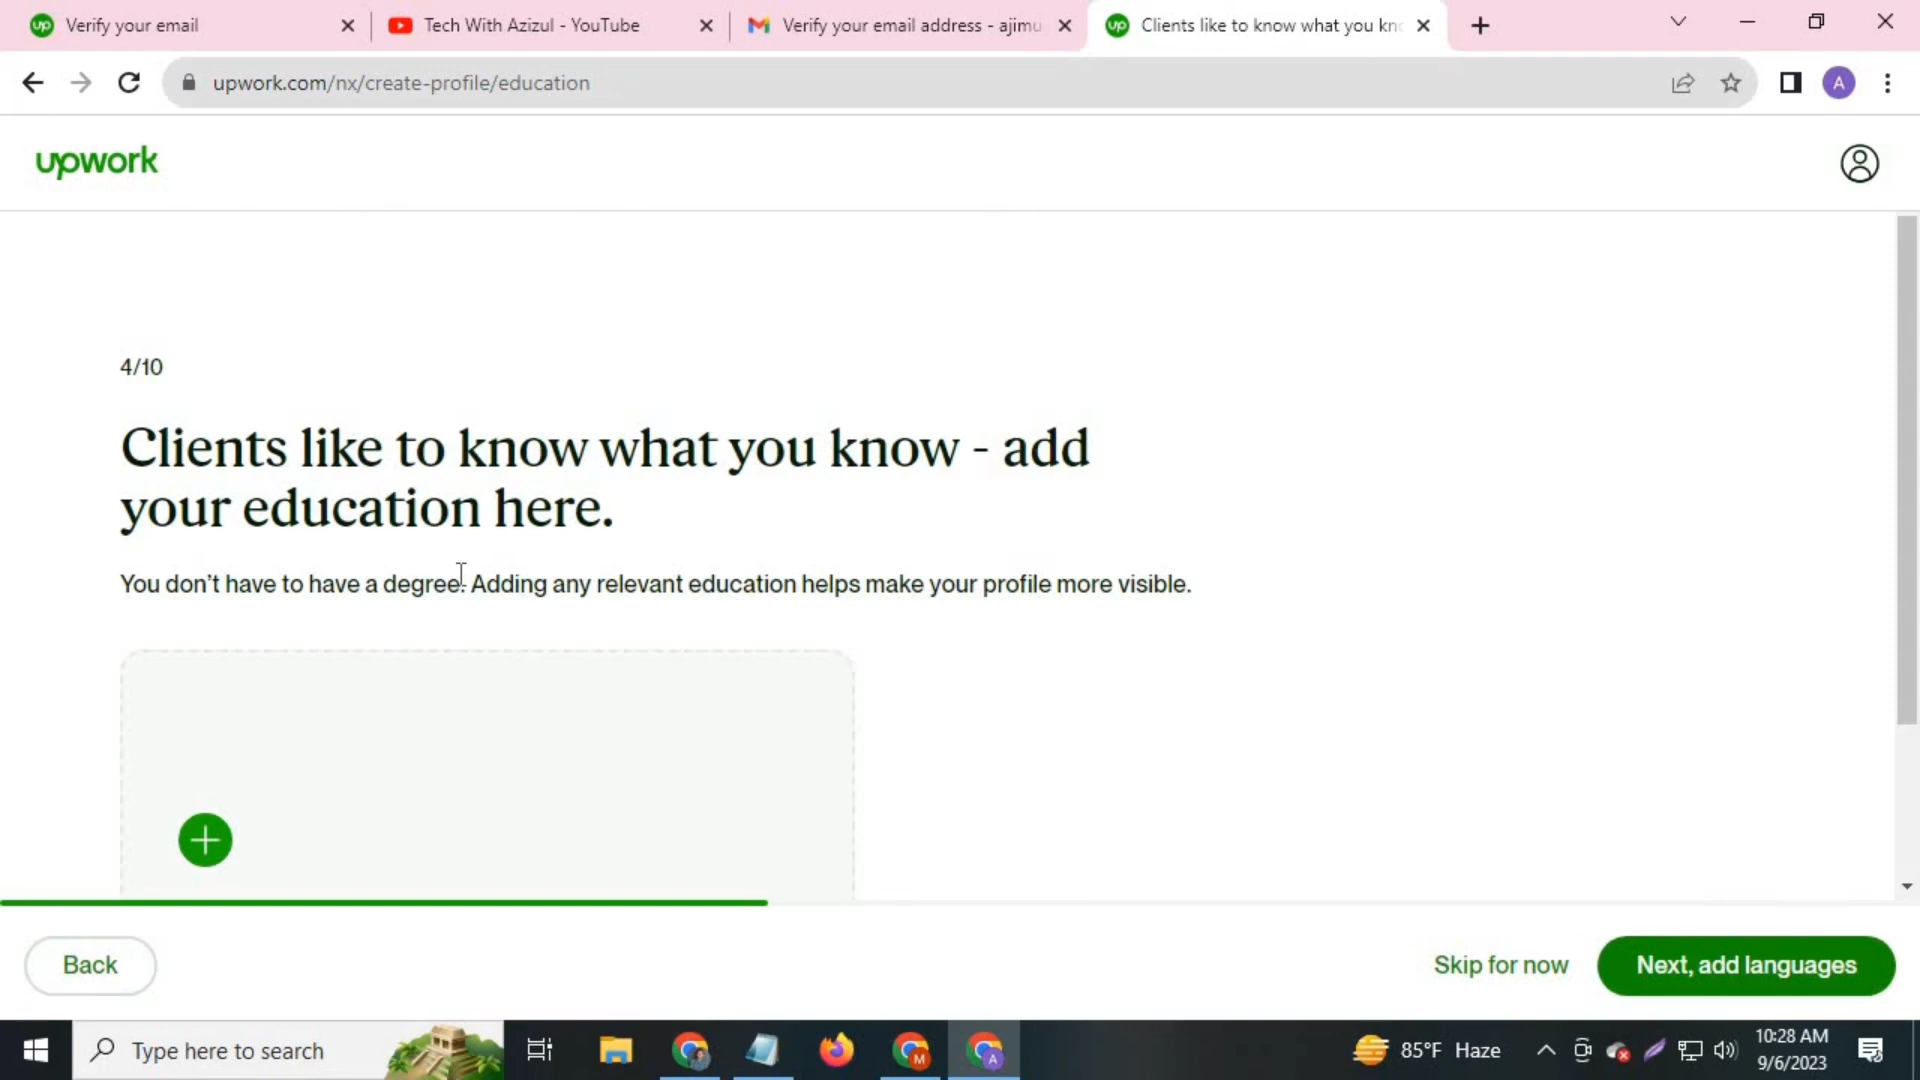 up Verify your email
Tech With Azizul - YouTube
Verify your email address - ajimu
up Clients like to know what you kn
upwork.com/nx/create-profile/education
A
upwork
4/10
Clients like to know what you know - add
your education here.
You don't have to have a degree. Adding any relevant education helps make your profile more visible.
Back
Skip for now
Next, add languages
Type here to search
M
A
85°F Haze
10:28 AM
9/6/2023